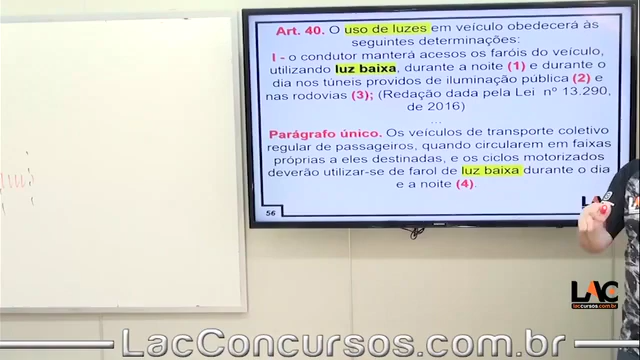 Art. 40. O uso de luzes em veículo obedecerá às
seguintes determinações:
I - o condutor manterá acesos os faróis do veículo,
utilizando luz baixa, durante a noite (1) e durante o
dia nos túneis providos de iluminação pública (2) e
nas rodovias (3); (Redação dada pela Lei nº 13.290,
de 2016)
...
Parágrafo único. Os veículos de transporte coletivo
regular de passageiros, quando circularem em faixas
próprias a eles destinadas, e os ciclos motorizados
deverão utilizar-se de farol de luz baixa durante o dia
e a noite (4).
56
LAC
laccursos.com.br
LacConcursos.com.br